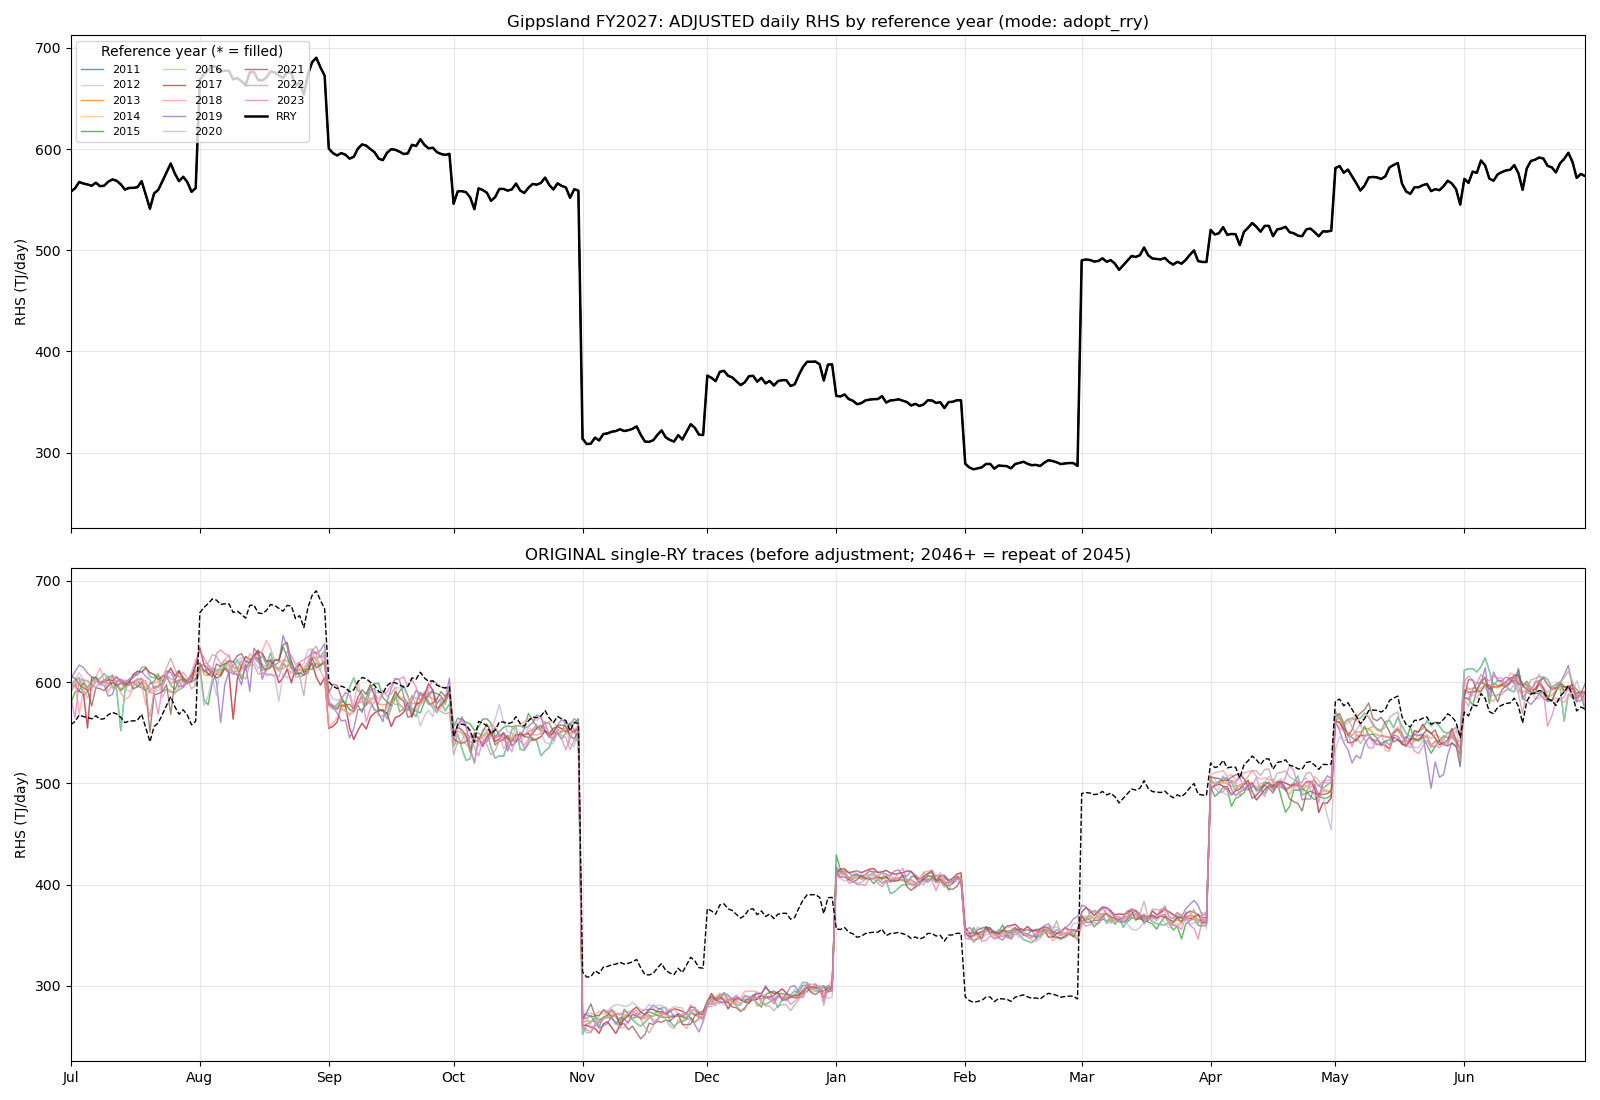 Gippsland FY2027: ADJUSTED daily RHS by reference year (mode: adopt_rry)
700
600
500
400
300
RHS (TJ/day)
Reference year (* = filled)
2011 2016 2021
2012 2017 2022
2013 2018 2023
2014 2019 RRY
2015 2020
ORIGINAL single-RY traces (before adjustment; 2046+ = repeat of 2045)
700
600
500
400
300
RHS (TJ/day)
Jul Aug Sep Oct Nov Dec Jan Feb Mar Apr May Jun